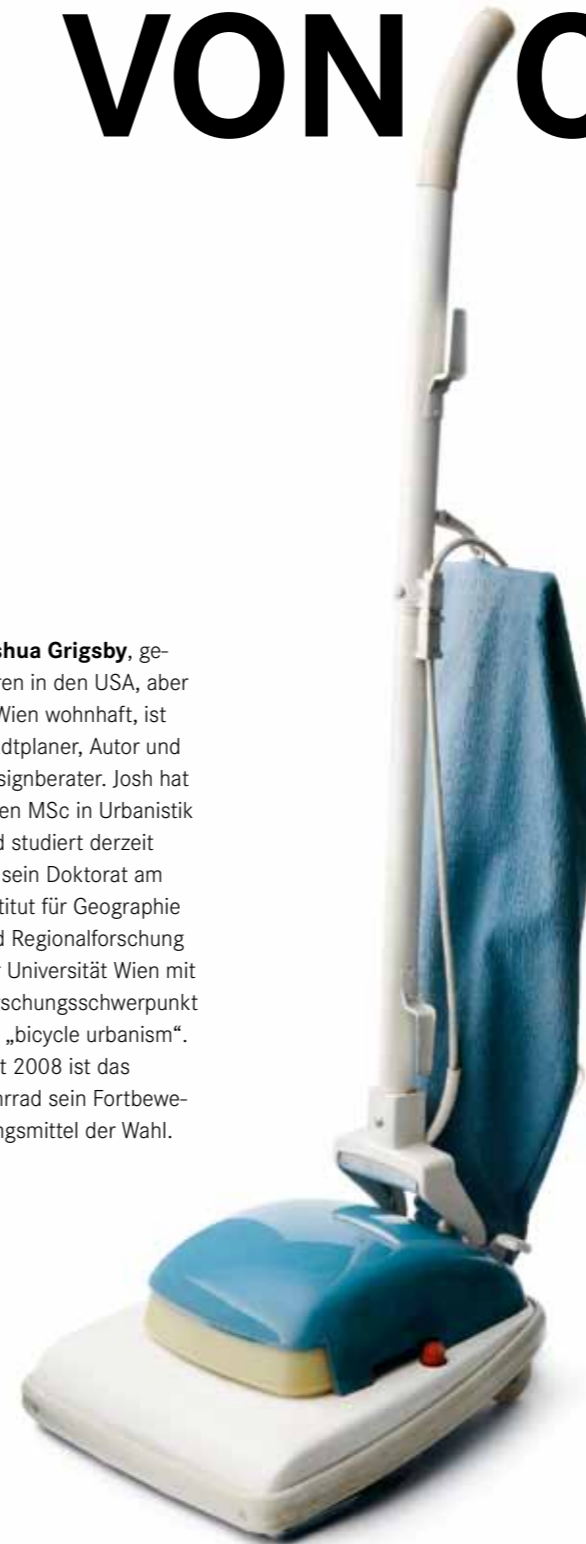 VON
shua Grigsby, ge-
ren in den USA, aber
Wien wohnhaft, ist
dtplaner, Autor und
signberater. Josh hat
en MSc in Urbanistik
d studiert derzeit
sein Doktorat am
titut für Geographie
d Regionalforschung
r Universität Wien mit
rschungsschwerpunkt
„bicycle urbanism“.
t 2008 ist das
hrrad sein Fortbewe-
ngsmittel der Wahl.